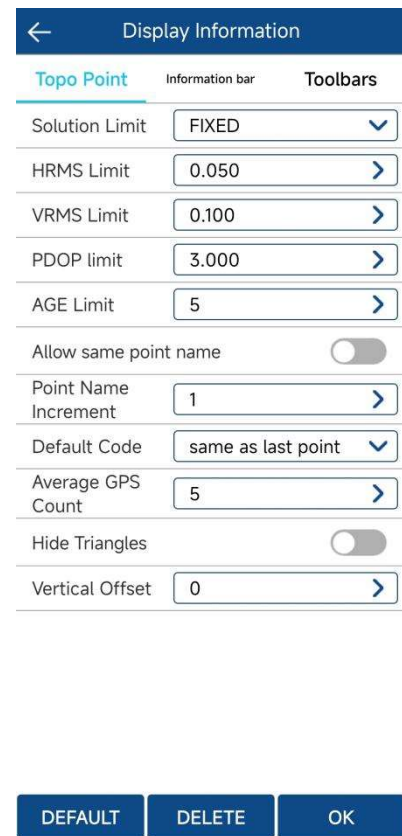 Display Information
Topo Point Information bar Toolbars
Solution Limit FIXED
HRMS Limit 0.050
VRMS Limit 0.100
PDOP limit 3.000
AGE Limit 5
Allow same point name
Point Name
Increment 1
Default Code same as last point
Average GPS
Count 5
Hide Triangles
Vertical Offset 0
DEFAULT DELETE OK